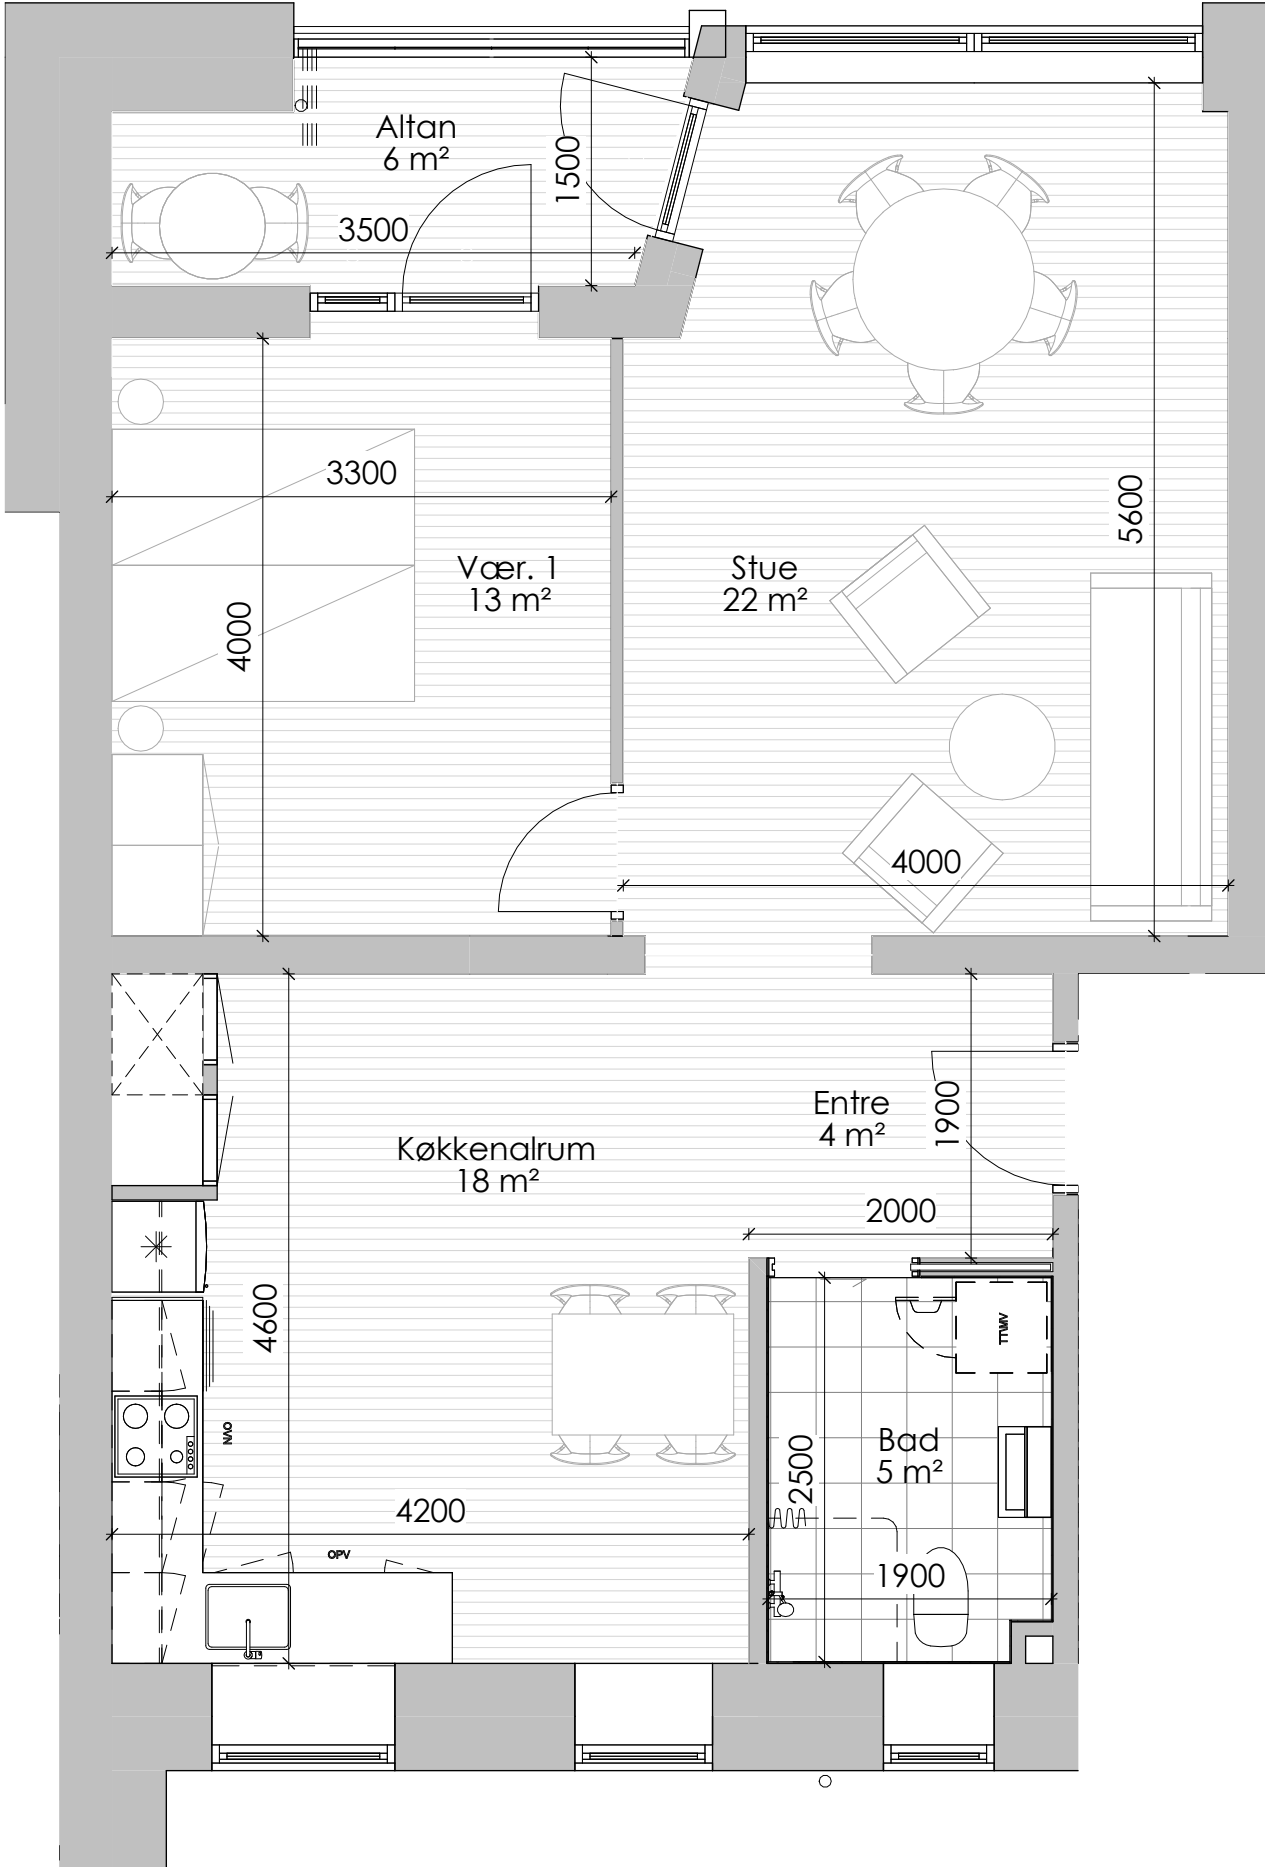 Altan
6 m²
1500
3500
3300
4000
Vær. 1
13 m²
Stue
22 m²
5600
4000
Entre
4 m²
1900
Køkkenalrum
18 m²
2000
4600
TT/MV
OVN
Bad
5 m²
2500
4200
OPV
1900